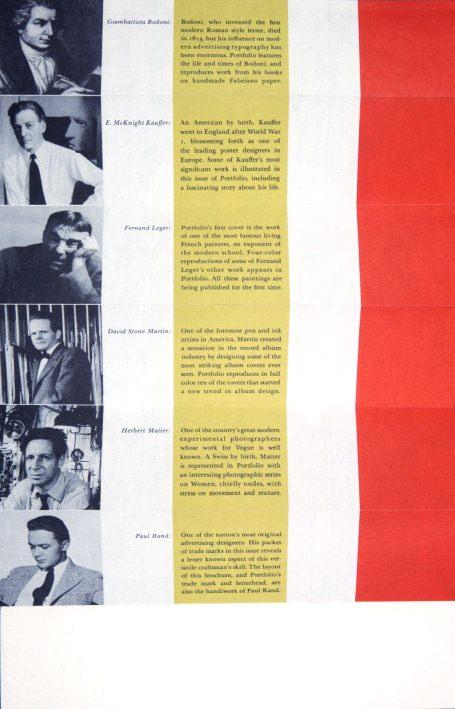 Giambattista Bodoni:
Bodoni, who invented the first
modern Roman style letter, died
in 1813, but his influence on mod-
ern advertising typography has
been enormous. Portfolio features
the life and times of Bodoni, and
reproduces work from his books
on handmade Fabriano paper.
E. McKnight Kauffer:
An American by birth, Kauffer
went to England after World War
1, blossoming forth as one of
the leading poster designers in
Europe. Some of Kauffer's most
significant work is illustrated in
this issue of Portfolio, including
a fascinating story about his life.
Fernand Leger:
Portfolio's first cover is the work
of one of the most famous living
French painters, an exponent of
the modern school. Four-color
reproductions of some of Fernand
Leger's other work appears in
Portfolio. All these paintings are
being published for the first time.
David Stone Martin:
One of the foremost pen and ink
artists in America, Martin created
a sensation in the record album
industry by designing some of the
most striking album covers ever
seen. Portfolio reproduces in full
color ten of the covers that started
a new trend in album design.
Herbert Matter:
One of the country's great modern
experimental photographers
whose work for Vogue is well
known. A Swiss by birth, Matter
is represented in Portfolio with
an interesting photographic series
on Women, chiefly nudes, with
stress on movement and texture.
Paul Rand:
One of the nation's most original
advertising designers. His packet
of trade marks in this issue reveals
a lesser known aspect of this ver-
satile craftsman's skill. The layout
of this brochure, and Portfolio's
trade mark and letterhead, are
also the handiwork of Paul Rand.